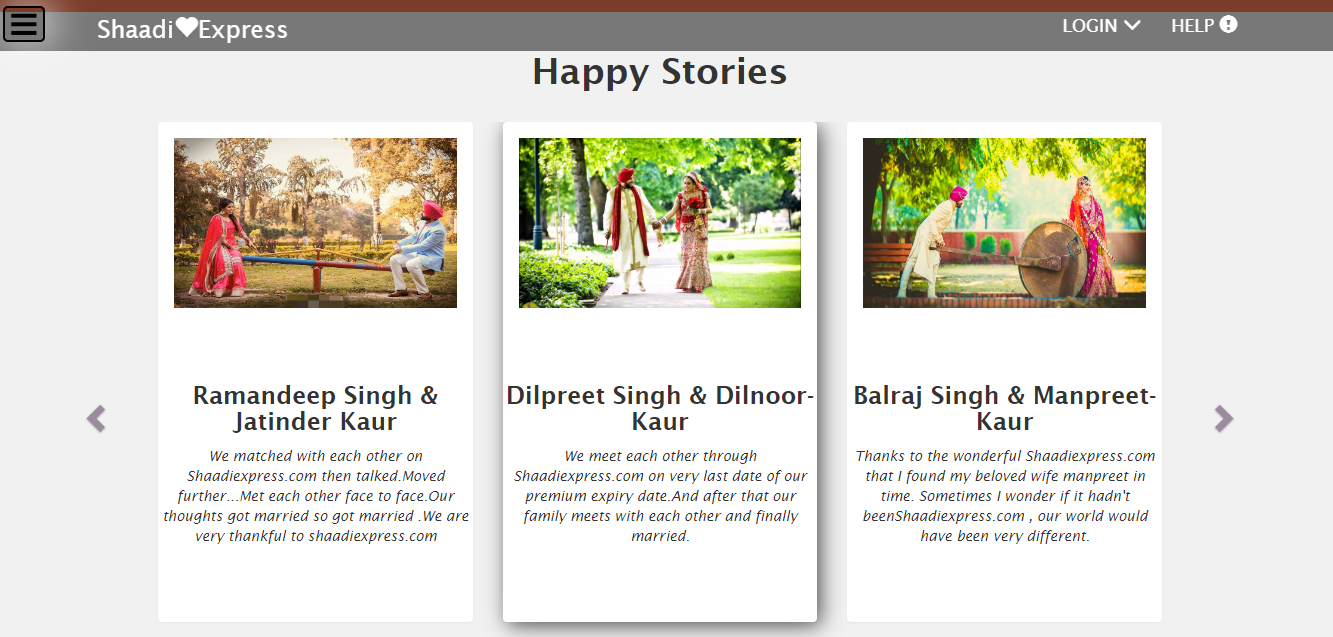 Shaadi Express
LOGIN
HELP
Happy Stories
Ramandeep Singh &
Jatinder Kaur
We matched with each other on
Shaadiexpress.com then talked.Moved
further...Met each other face to face.Our
thoughts got married so got married .We are
very thankful to shaadiexpress.com
Dilpreet Singh & Dilnoor-
Kaur
We meet each other through
Shaadiexpress.com on very last date of our
premium expiry date.And after that our
family meets with each other and finally
married.
Balraj Singh & Manpreet-
Kaur
Thanks to the wonderful Shaadiexpress.com
that I found my beloved wife manpreet in
time. Sometimes I wonder if it hadn't
beenShaadiexpress.com , our world would
have been very different.